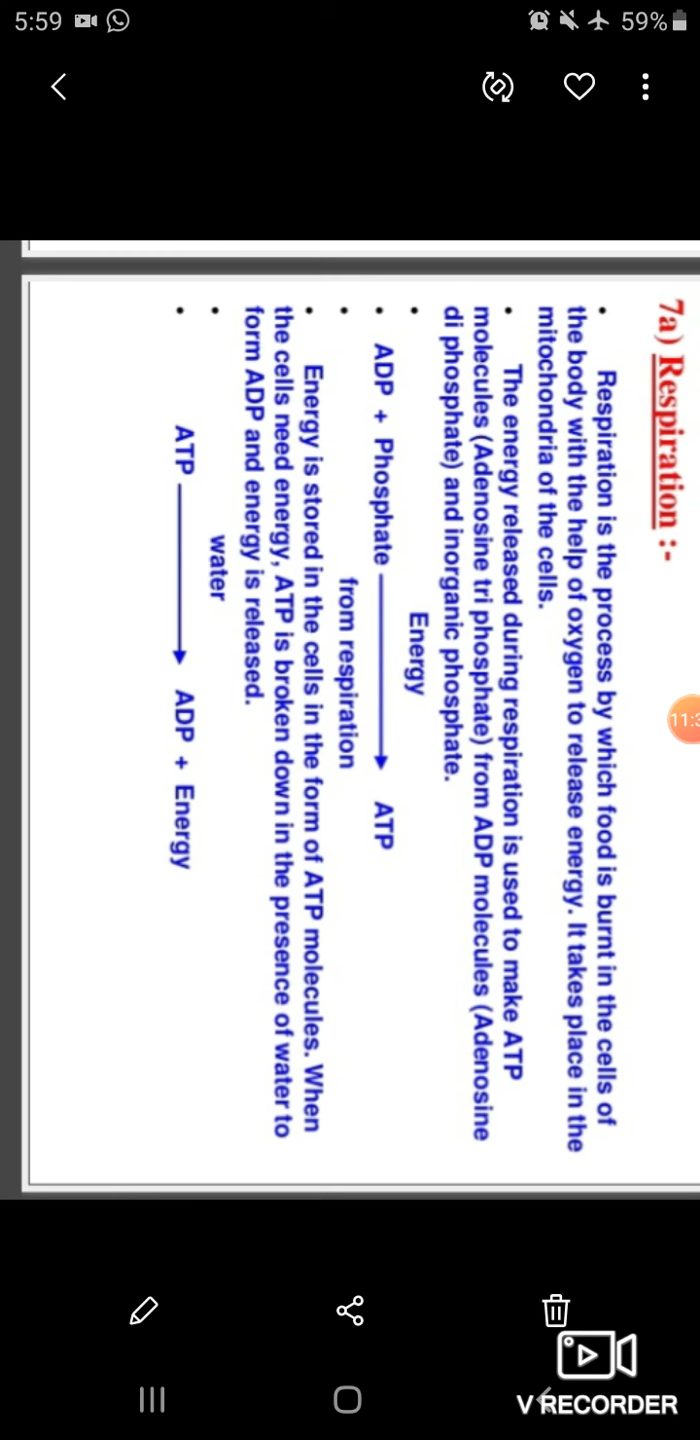 5:59
59%
7a) Respiration :-
• Respiration is the process by which food is burnt in the cells of
the body with the help of oxygen to release energy. It takes place in the
mitochondria of the cells.
• The energy released during respiration is used to make ATP
molecules (Adenosine tri phosphate) from ADP molecules (Adenosine
di phosphate) and inorganic phosphate.
• Energy
• ADP + Phosphate ATP
• from respiration
• Energy is stored in the cells in the form of ATP molecules. When
the cells need energy, ATP is broken down in the presence of water to
form ADP and energy is released.
• water
• ATP ADP + Energy
V RECORDER